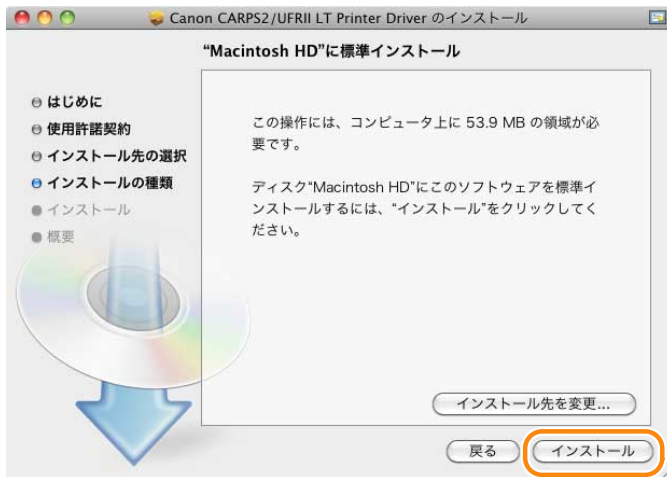 Canon CARPS2/UFRII LT Printer Driver のインストール
“Macintosh HD”に標準インストール
はじめに
使用許諾契約
インストール先の選択
インストールの種類
インストール
概要
この操作には、コンピュータ上に 53.9 MB の領域が必
要です。
ディスク“Macintosh HD”にこのソフトウェアを標準イ
ンストールするには、“インストール”をクリックしてく
ださい。
インストール先を変更...
戻る
インストール